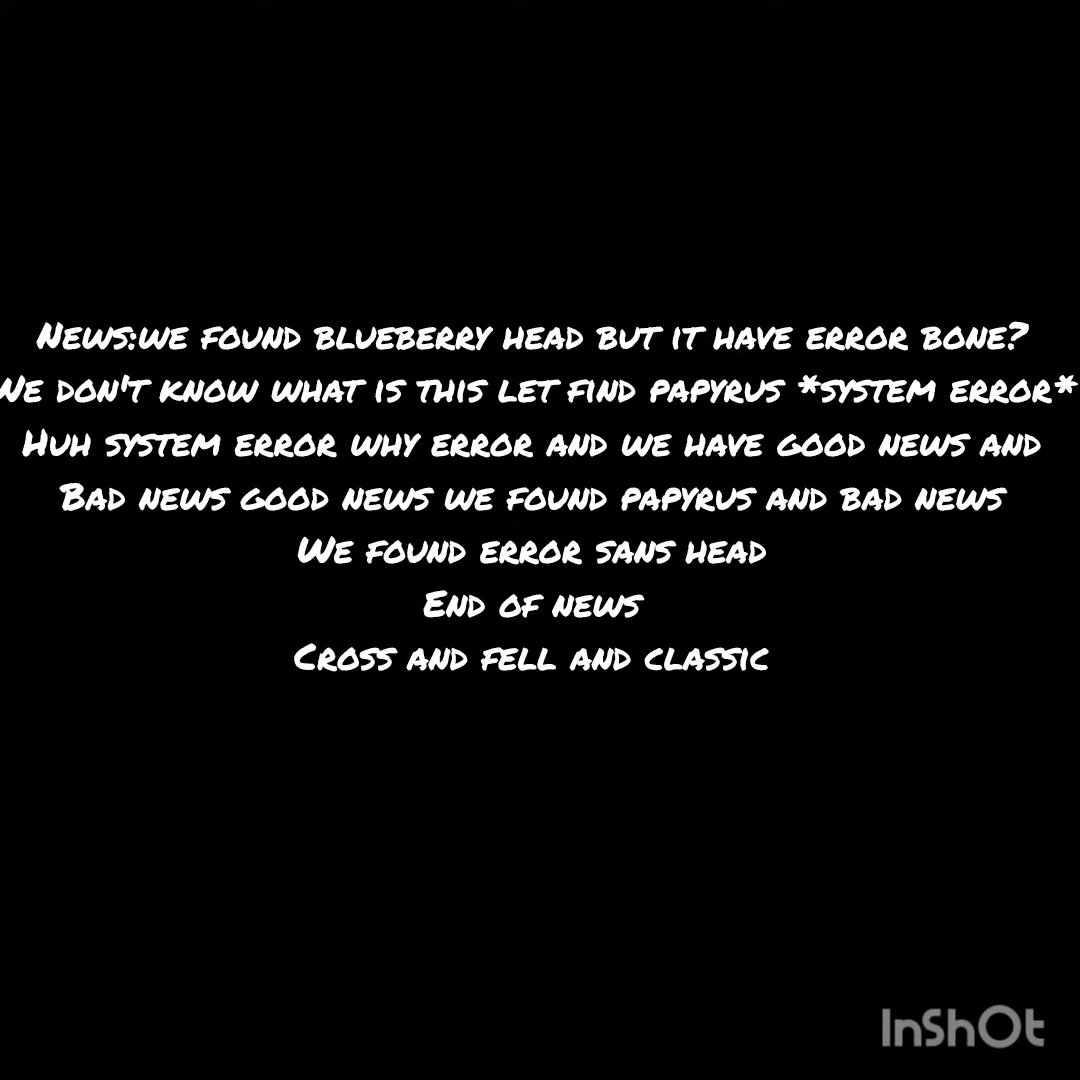 News:we found blueberry head but it have error bone?
We don't know what is this let find papyrus *system error*
Huh system error why error and we have good news and
Bad news good news we found papyrus and bad news
We found error sans head
End of news
Cross and fell and classic
InShOt